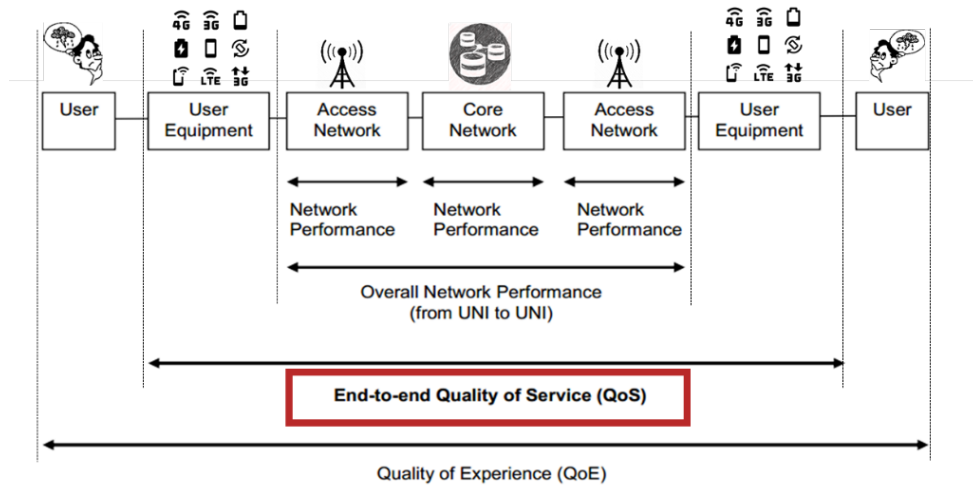 4G 3G
4G 3G
LTE 3G
LTE 3G
User
User
Equipment
Access
Network
Core
Network
Access
Network
User
Equipment
User
Network
Performance
Network
Performance
Network
Performance
Overall Network Performance
(from UNI to UNI)
End-to-end Quality of Service (QoS)
Quality of Experience (QoE)